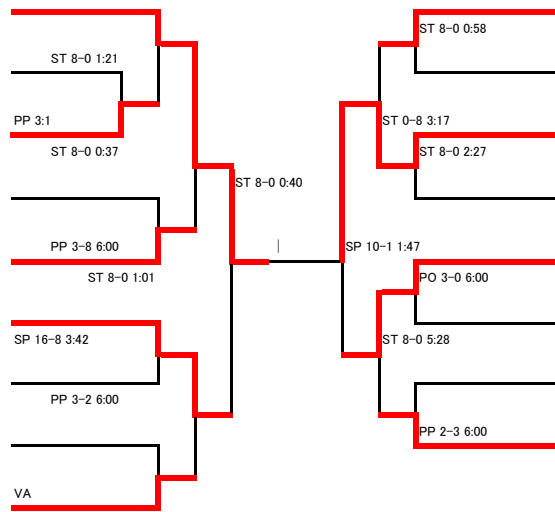 ST 8-0 1:21
PP 3:1
ST 8-0 0:37
PP 3-8 6:00
ST 8-0 1:01
SP 16-8 3:42
PP 3-2 6:00
VA
ST 8-0 0:40
|
ST 8-0 0:58
ST 0-8 3:17
ST 8-0 2:27
SP 10-1 1:47
PO 3-0 6:00
ST 8-0 5:28
PP 2-3 6:00